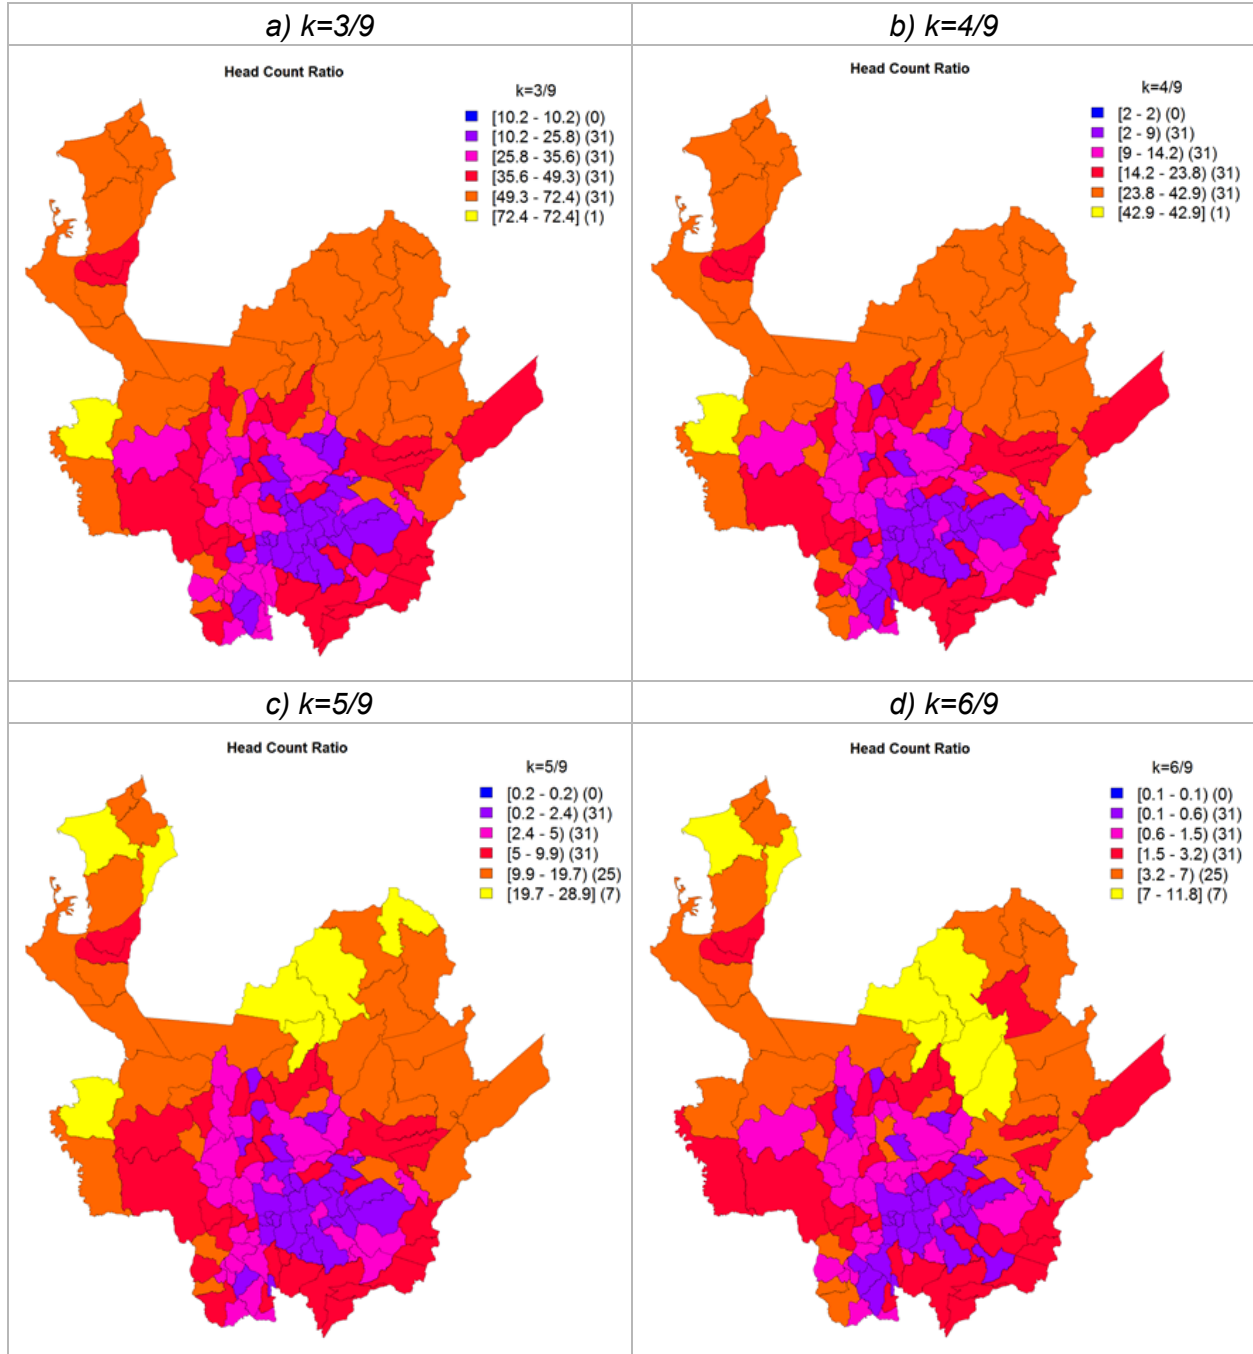 a) k=3/9
b) k=4/9
Head Count Ratio
k=3/9
[10.2 - 10.2) (0)
[10.2 - 25.8) (31)
[25.8 - 35.6) (31)
[35.6 - 49.3) (31)
[49.3 - 72.4) (31)
[72.4 - 72.4] (1)
Head Count Ratio
k=4/9
[2 - 2) (0)
[2 - 9) (31)
[9 - 14.2) (31)
[14.2 - 23.8) (31)
[23.8 - 42.9) (31)
[42.9 - 42.9] (1)
c) k=5/9
d) k=6/9
Head Count Ratio
k=5/9
[0.2 - 0.2) (0)
[0.2 - 2.4) (31)
[2.4 - 5) (31)
[5 - 9.9) (31)
[9.9 - 19.7) (25)
[19.7 - 28.9] (7)
Head Count Ratio
k=6/9
[0.1 - 0.1) (0)
[0.1 - 0.6) (31)
[0.6 - 1.5) (31)
[1.5 - 3.2) (31)
[3.2 - 7) (25)
[7 - 11.8] (7)